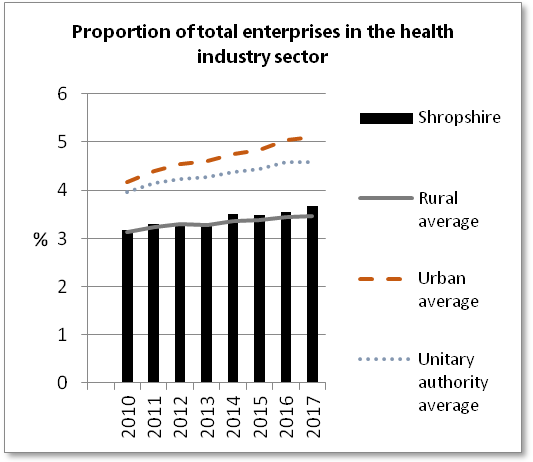 Proportion of total enterprises in the health
industry sector
6
5
4
3
2
1
0
%
2010
2011
2012
2013
2014
2015
2016
2017
Shropshire
Rural
average
Urban
average
Unitary
authority
average